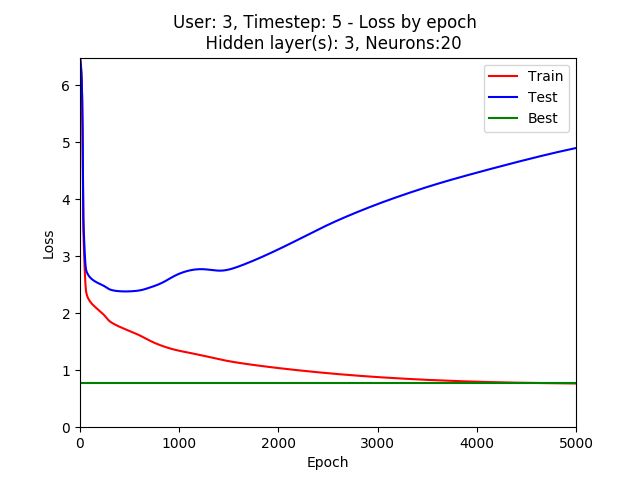 User: 3, Timestep: 5 - Loss by epoch
Hidden layer(s): 3, Neurons:20
Train
Test
Best
6
5
4
3
2
1
0
Loss
0
1000
2000
3000
4000
5000
Epoch